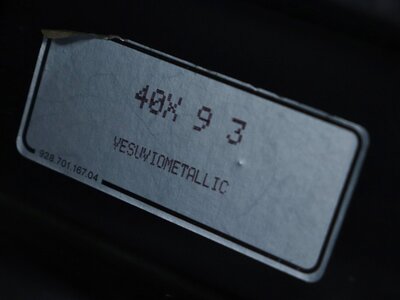 40X 9 3
VESUVIOMETALLIC
928.701.167.04